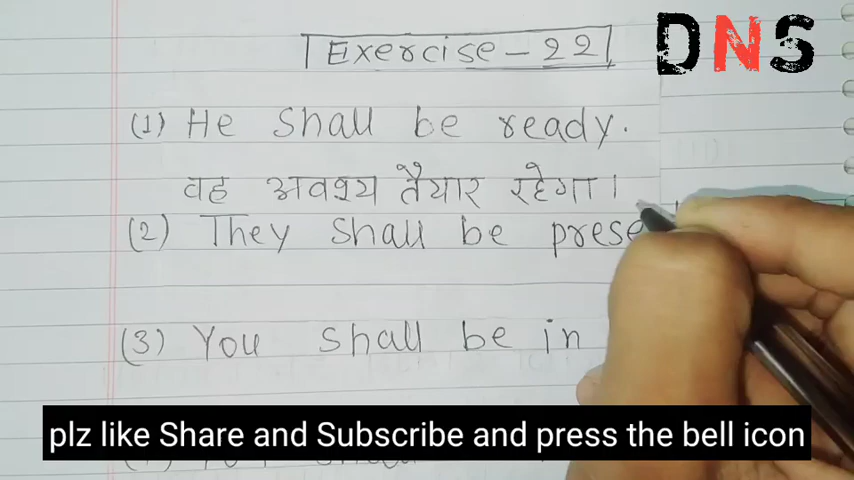 Exercise - 22
DNS
(1) He shall be ready.
वह अवश्य तैयार रहेगा।
(2) They shall be
(3) You shall be in
plz like Share and Subscribe and press the bell icon